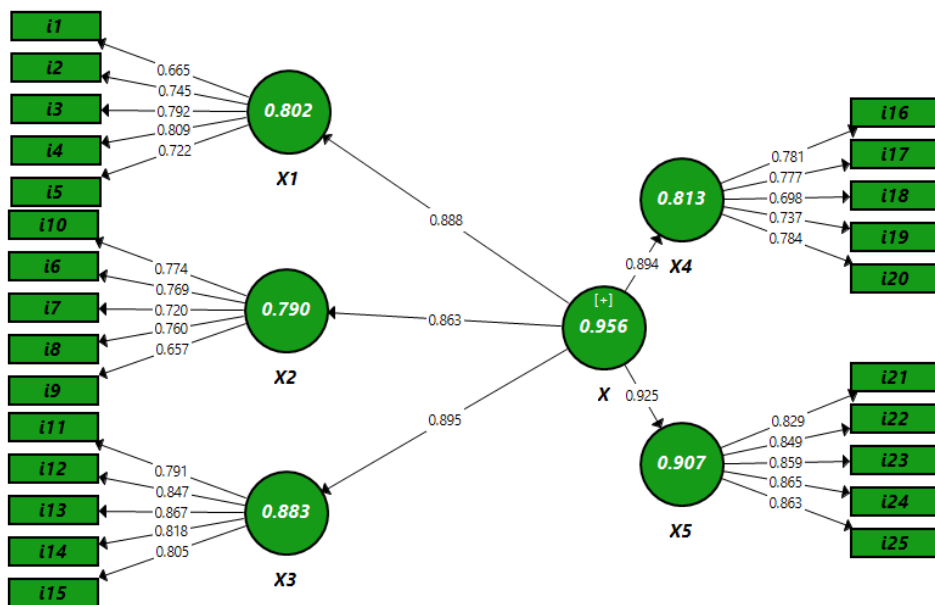 i1
i2
i3
i4
i5
0.665
0.745
0.792
0.809
0.722
0.802
X1
i10
i6
i7
i8
i9
0.774
0.769
0.720
0.760
0.657
0.790
X2
i11
i12
i13
i14
i15
0.791
0.847
0.867
0.818
0.805
0.883
X3
0.888
0.863
0.895
[+]
0.956
X
0.894
0.925
0.813
X4
0.781
0.777
0.698
0.737
0.784
i16
i17
i18
i19
i20
0.907
X5
0.829
0.849
0.859
0.865
0.863
i21
i22
i23
i24
i25